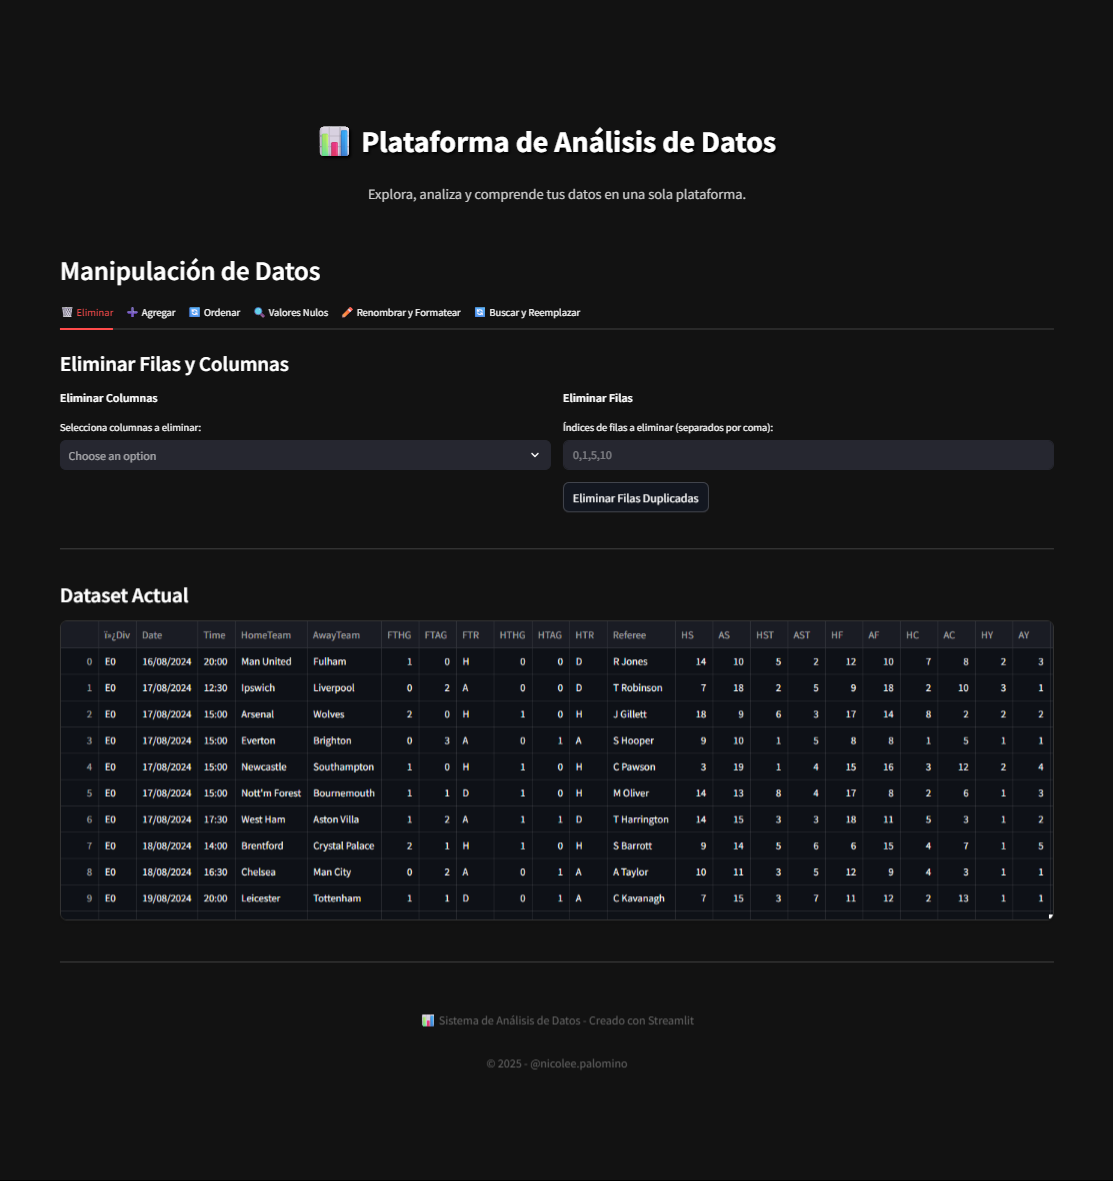 Plataforma de Análisis de Datos
Explora, analiza y comprende tus datos en una sola plataforma.
Manipulación de Datos
Eliminar Agregar Ordenar Valores Nulos Renombrar y Formatear Buscar y Reemplazar
Eliminar Filas y Columnas
Eliminar Columnas Eliminar Filas
Selecciona columnas a eliminar: Índices de filas a eliminar (separados por coma):
Choose an option 0,1,5,10
Eliminar Filas Duplicadas
Dataset Actual
ï»¿Div Date Time HomeTeam AwayTeam FTHG FTAG FTR HTHG HTAG HTR Referee HS AS HST AST HF AF HC AC HY AY
0 E0 16/08/2024 20:00 Man United Fulham 1 0 H 0 0 D R Jones 14 10 5 2 12 10 7 8 2 3
1 E0 17/08/2024 12:30 Ipswich Liverpool 0 2 A 0 0 D T Robinson 7 18 2 5 9 18 2 10 3 1
2 E0 17/08/2024 15:00 Arsenal Wolves 2 0 H 1 0 H J Gillett 18 9 6 3 17 14 8 2 2 2
3 E0 17/08/2024 15:00 Everton Brighton 0 3 A 0 1 A S Hooper 9 10 1 5 8 8 1 5 1 1
4 E0 17/08/2024 15:00 Newcastle Southampton 1 0 H 1 0 H C Pawson 3 19 1 4 15 16 3 12 2 4
5 E0 17/08/2024 15:00 Nott'm Forest Bournemouth 1 1 D 1 0 H M Oliver 14 13 8 4 17 8 2 6 1 3
6 E0 17/08/2024 17:30 West Ham Aston Villa 1 2 A 1 1 D T Harrington 14 15 3 3 18 11 5 3 1 2
7 E0 18/08/2024 14:00 Brentford Crystal Palace 2 1 H 1 0 H S Barrott 9 14 5 6 6 15 4 7 1 5
8 E0 18/08/2024 16:30 Chelsea Man City 0 2 A 0 1 A A Taylor 10 11 3 5 12 9 4 3 1 1
9 E0 19/08/2024 20:00 Leicester Tottenham 1 1 D 0 1 A C Kavanagh 7 15 3 7 11 12 2 13 1 1
Sistema de Análisis de Datos - Creado con Streamlit
© 2025 - @nicolee.palomino